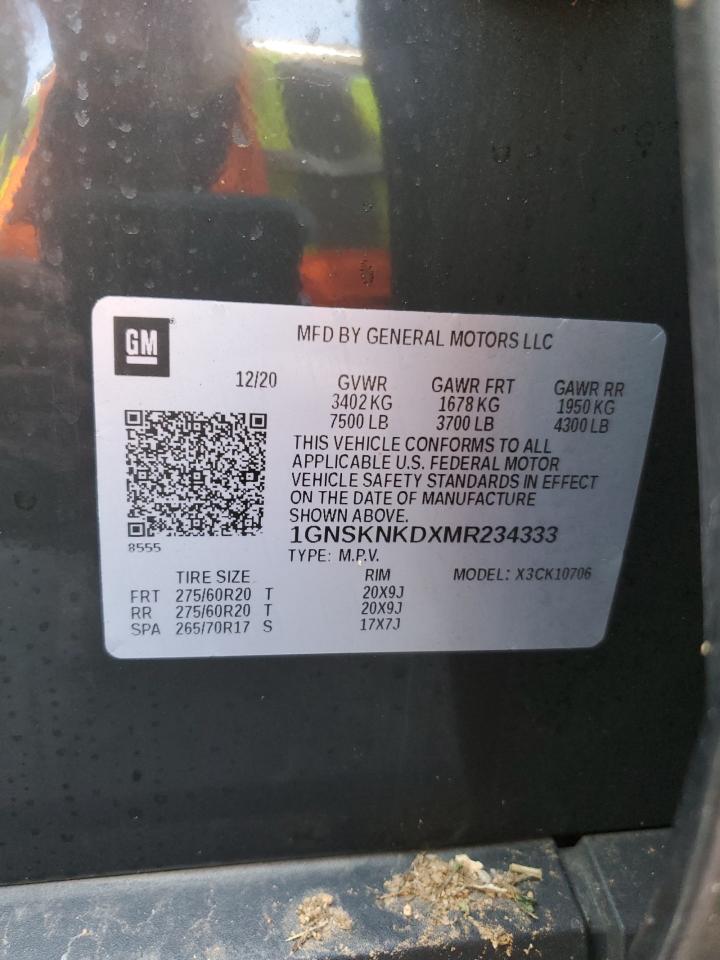 GM
MFD BY GENERAL MOTORS LLC
12/20 GVWR GAWR FRT GAWR RR
3402 KG 1678 KG 1950 KG
7500 LB 3700 LB 4300 LB
THIS VEHICLE CONFORMS TO ALL
APPLICABLE U.S. FEDERAL MOTOR
VEHICLE SAFETY STANDARDS IN EFFECT
ON THE DATE OF MANUFACTURE
SHOWN ABOVE.
8555
1GNSKNKDXMR234333
TYPE: M.P.V.
TIRE SIZE RIM MODEL: X3CK10706
FRT 275/60R20 T 20X9J
RR 275/60R20 T 20X9J
SPA 265/70R17 S 17X7J